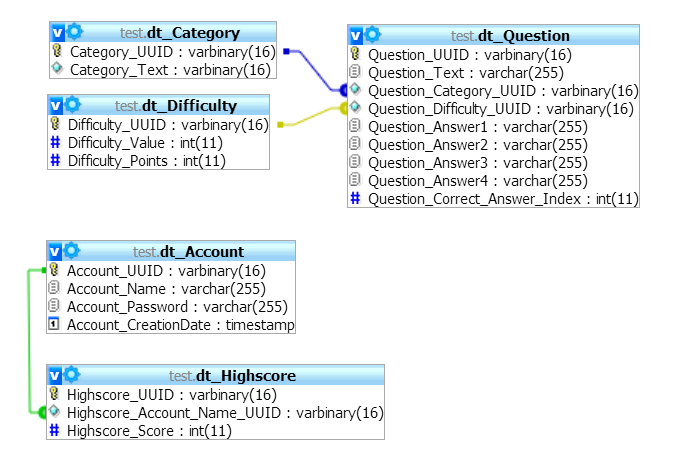 test.dt_Category
Category_UUID : varbinary(16)
Category_Text : varbinary(16)
test.dt_Difficulty
Difficulty_UUID : varbinary(16)
Difficulty_Value : int(11)
Difficulty_Points : int(11)
test.dt_Question
Question_UUID : varbinary(16)
Question_Text : varchar(255)
Question_Category_UUID : varbinary(16)
Question_Difficulty_UUID : varbinary(16)
Question_Answer1 : varchar(255)
Question_Answer2 : varchar(255)
Question_Answer3 : varchar(255)
Question_Answer4 : varchar(255)
# Question_Correct_Answer_Index : int(11)
test.dt_Account
Account_UUID : varbinary(16)
Account_Name : varchar(255)
Account_Password : varchar(255)
Account_CreationDate : timestamp
test.dt_Highscore
Highscore_UUID : varbinary(16)
Highscore_Account_Name_UUID : varbinary(16)
# Highscore_Score : int(11)